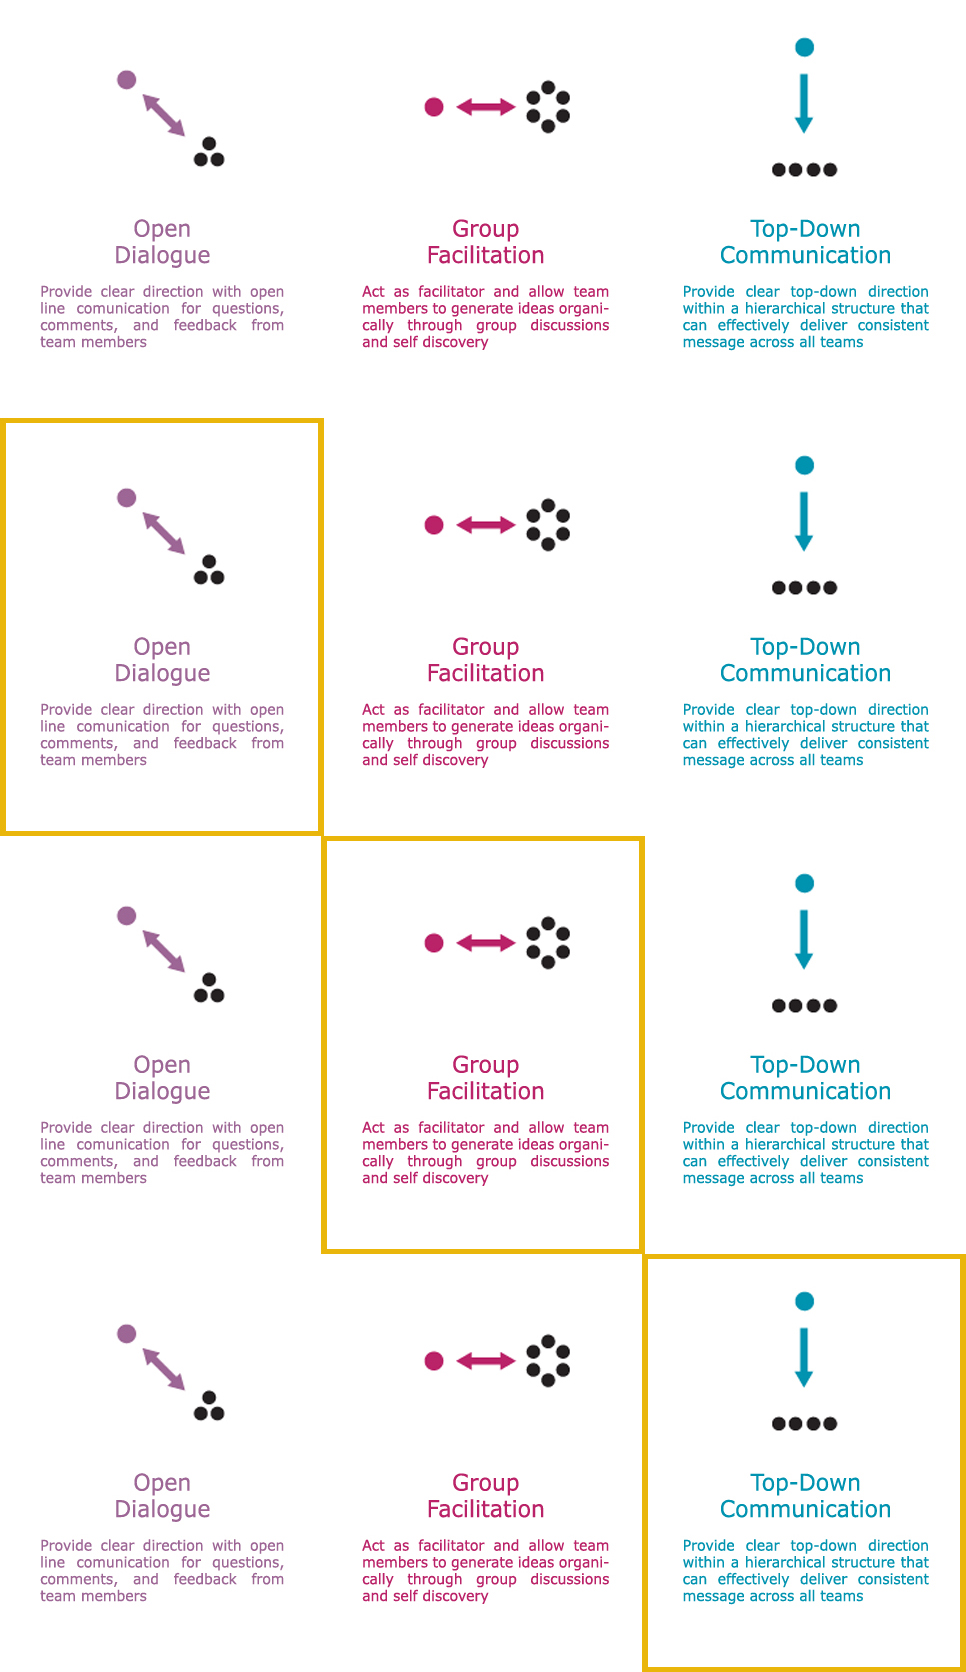 Open
Dialogue
Provide clear direction with open
line comunication for questions,
comments, and feedback from
team members
Group
Facilitation
Act as facilitator and allow team
members to generate ideas organi-
cally through group discussions
and self discovery
Top-Down
Communication
Provide clear top-down direction
within a hierarchical structure that
can effectively deliver consistent
message across all teams
Open
Dialogue
Provide clear direction with open
line comunication for questions,
comments, and feedback from
team members
Group
Facilitation
Act as facilitator and allow team
members to generate ideas organi-
cally through group discussions
and self discovery
Top-Down
Communication
Provide clear top-down direction
within a hierarchical structure that
can effectively deliver consistent
message across all teams
Open
Dialogue
Provide clear direction with open
line comunication for questions,
comments, and feedback from
team members
Group
Facilitation
Act as facilitator and allow team
members to generate ideas organi-
cally through group discussions
and self discovery
Top-Down
Communication
Provide clear top-down direction
within a hierarchical structure that
can effectively deliver consistent
message across all teams
Open
Dialogue
Provide clear direction with open
line comunication for questions,
comments, and feedback from
team members
Group
Facilitation
Act as facilitator and allow team
members to generate ideas organi-
cally through group discussions
and self discovery
Top-Down
Communication
Provide clear top-down direction
within a hierarchical structure that
can effectively deliver consistent
message across all teams